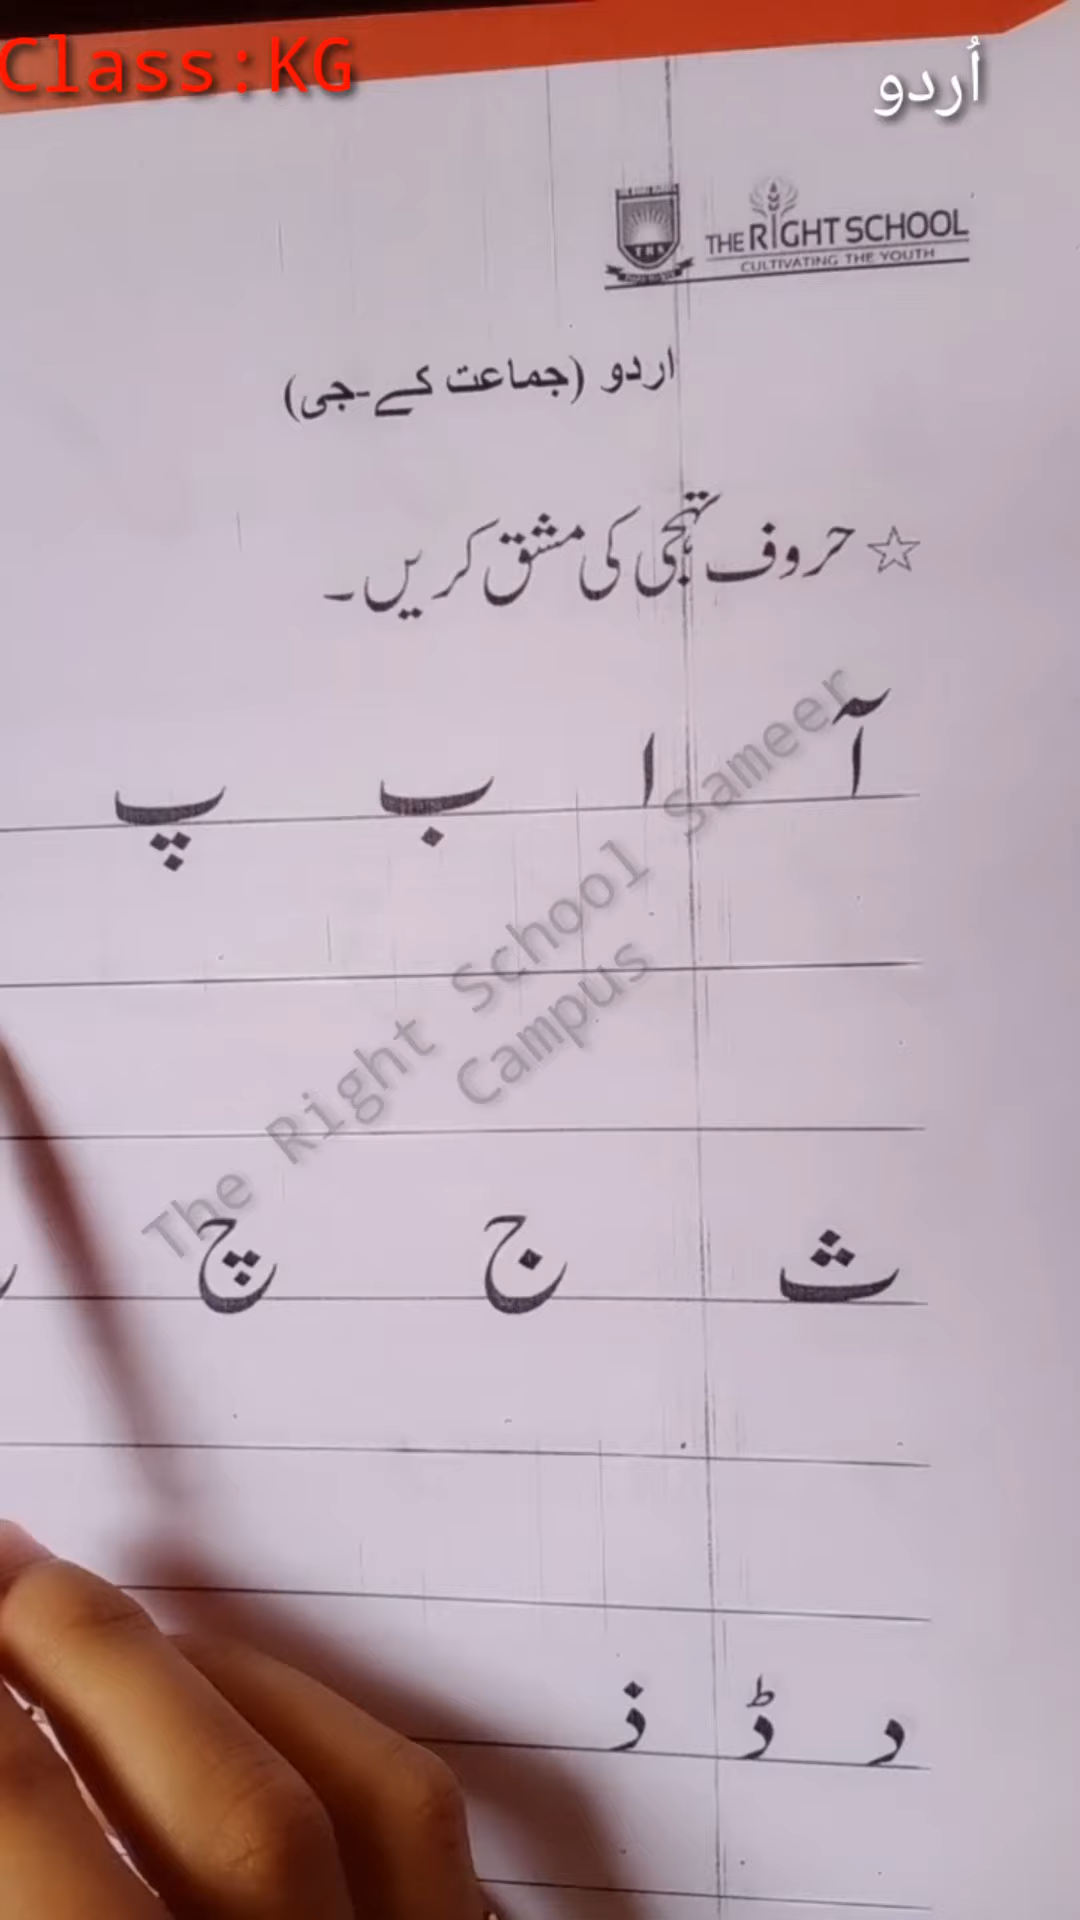 Class:KG
اُردو
THE RIGHT SCHOOL
CULTIVATING THE YOUTH
اردو (جماعت کے-جی)
☆ حروف تہجی کی مشق کریں۔
آ ا ب پ
The Right School Sameer
Campus
ث ج چ
د ڈ ذ